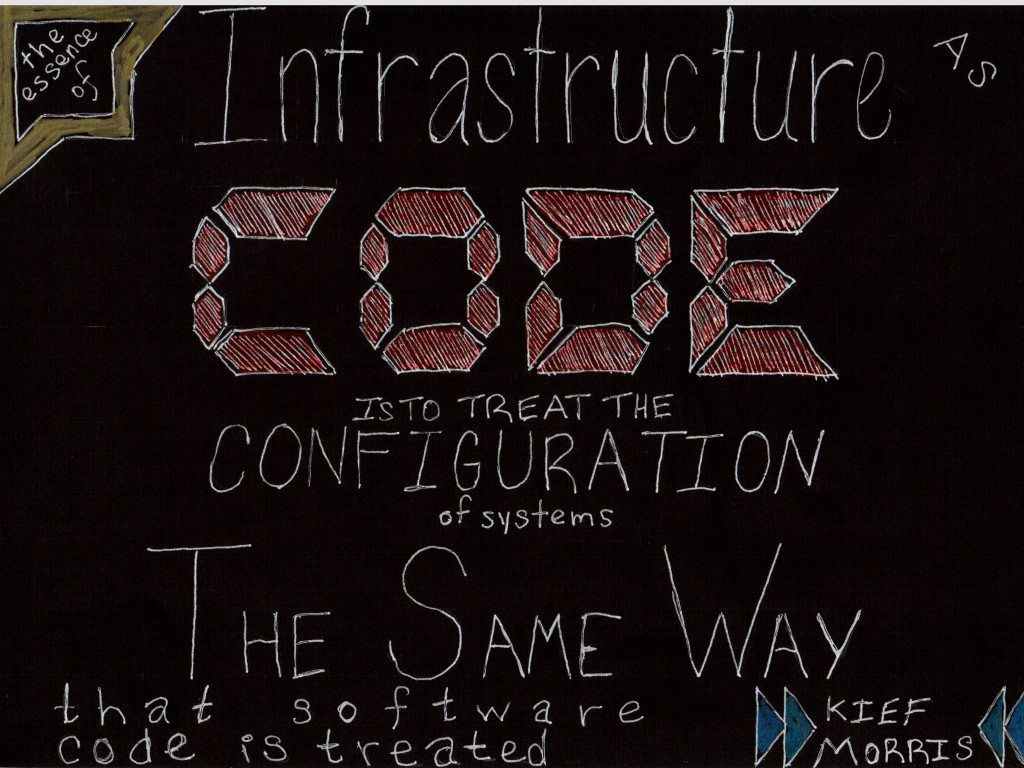 the
essence
of
Infrastructure
As
CODE
IS TO TREAT THE
CONFIGURATION
of systems
THE SAME WAY
that software
code is treated
KIEF
MORRIS